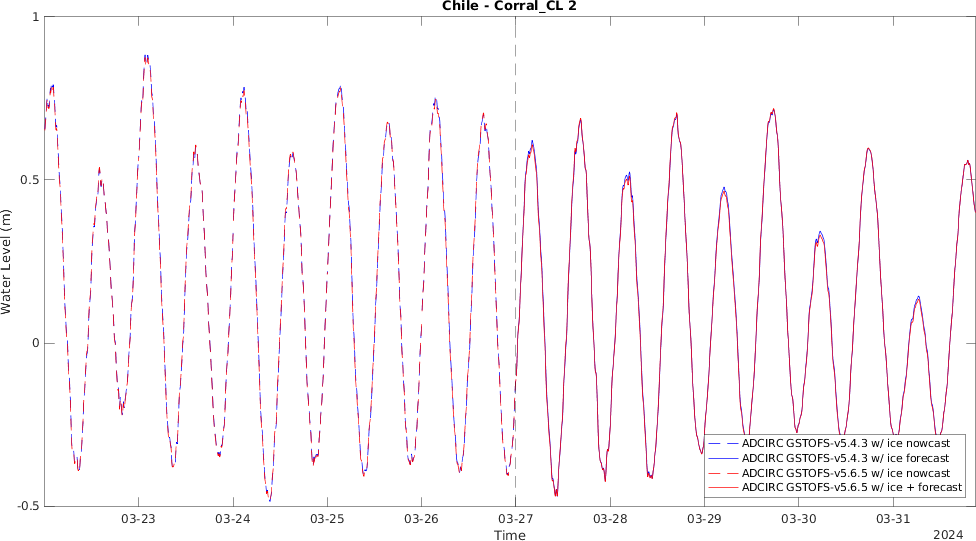 Chile - Corral_CL 2
1
0.5
0
-0.5
Water Level (m)
ADCIRC GSTOFS-v5.4.3 w/ ice nowcast
ADCIRC GSTOFS-v5.4.3 w/ ice forecast
ADCIRC GSTOFS-v5.6.5 w/ ice nowcast
ADCIRC GSTOFS-v5.6.5 w/ ice + forecast
03-23 03-24 03-25 03-26 03-27 03-28 03-29 03-30 03-31
Time
2024